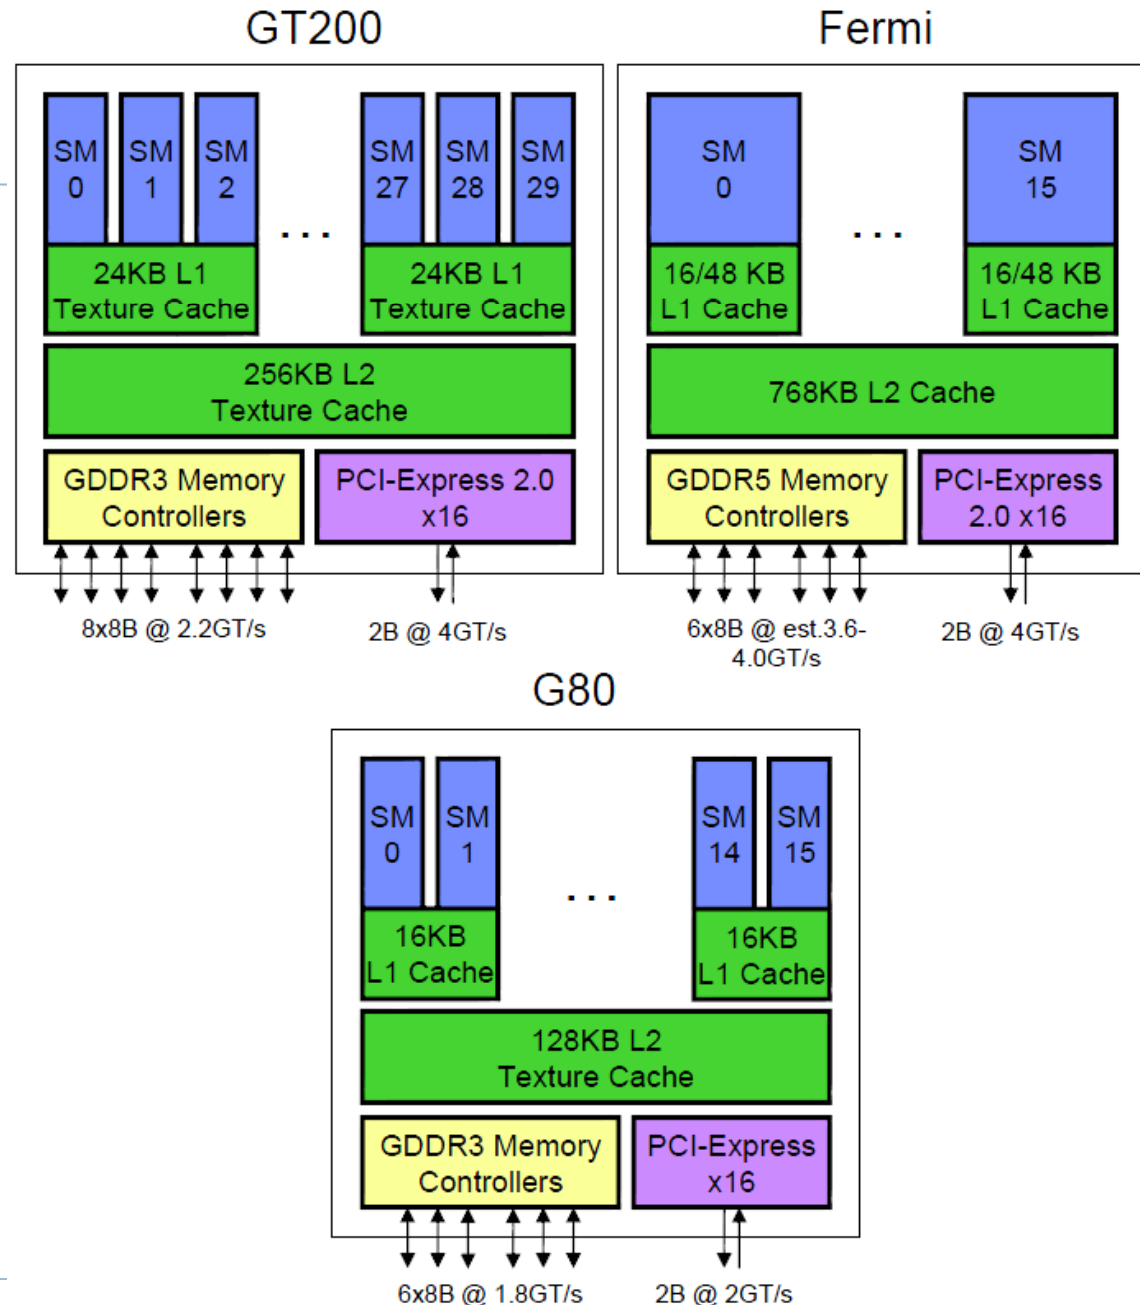 GT200
SM 0
SM 1
SM 2
. . .
SM 27
SM 28
SM 29
24KB L1
Texture Cache
24KB L1
Texture Cache
256KB L2
Texture Cache
GDDR3 Memory
Controllers
PCI-Express 2.0
x16
8x8B @ 2.2GT/s
2B @ 4GT/s
Fermi
SM
0
. . .
SM
15
16/48 KB
L1 Cache
16/48 KB
L1 Cache
768KB L2 Cache
GDDR5 Memory
Controllers
PCI-Express
2.0 x16
6x8B @ est.3.6-
4.0GT/s
2B @ 4GT/s
G80
SM 0
SM 1
. . .
SM 14
SM 15
16KB
L1 Cache
16KB
L1 Cache
128KB L2
Texture Cache
GDDR3 Memory
Controllers
PCI-Express
x16
6x8B @ 1.8GT/s
2B @ 2GT/s